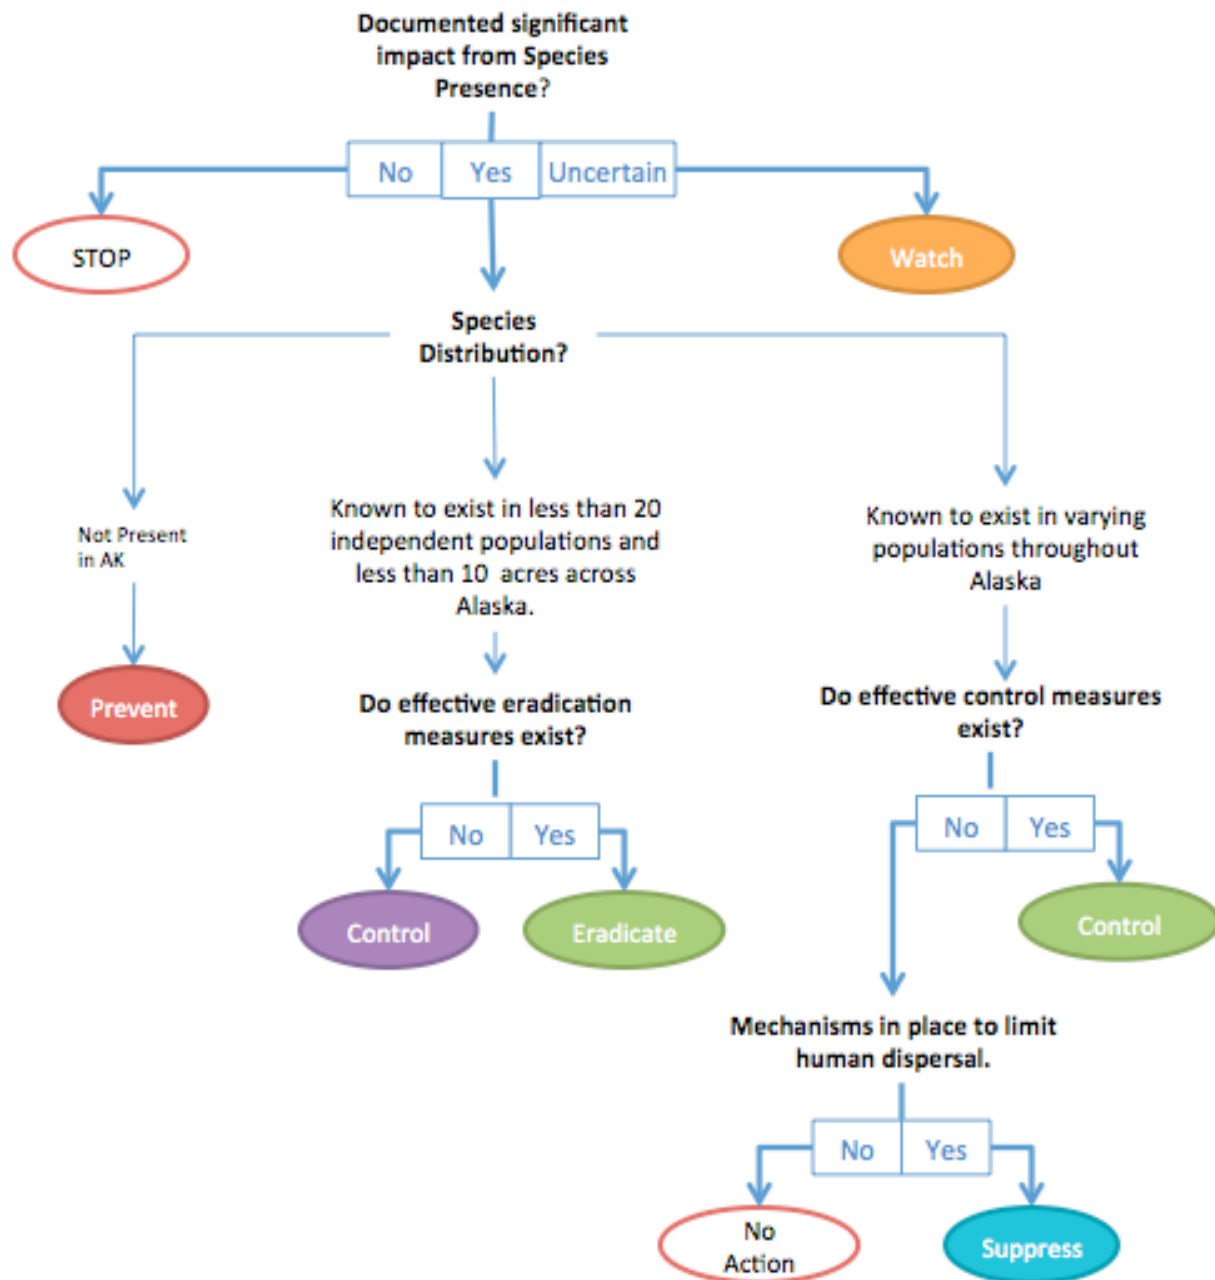 Documented significant
impact from Species
Presence?
No
Yes
Uncertain
STOP
Watch
Species
Distribution?
Not Present
in AK
Known to exist in less than 20
independent populations and
less than 10 acres across
Alaska.
Known to exist in varying
populations throughout
Alaska
Prevent
Do effective eradication
measures exist?
Do effective control measures
exist?
No
Yes
No
Yes
Control
Eradicate
Control
Mechanisms in place to limit
human dispersal.
No
Yes
No
Action
Suppress